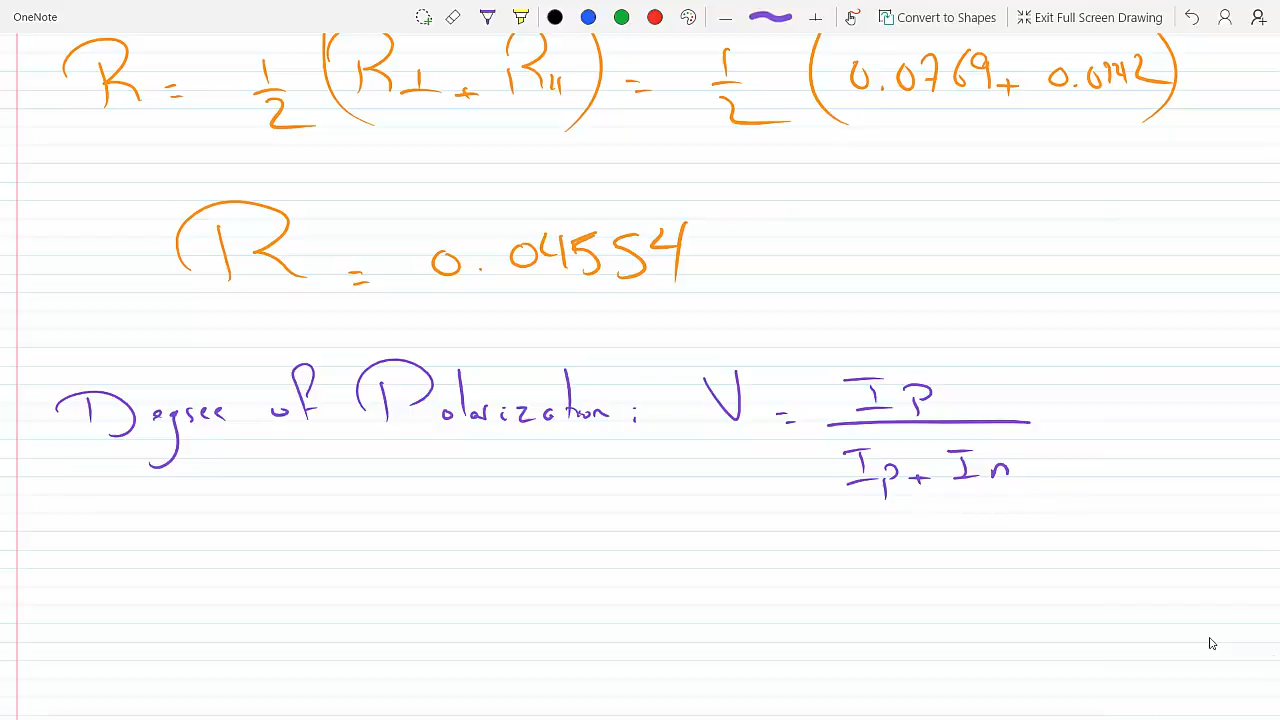 OneNote Convert to Shapes Exit Full Screen Drawing
R = 1/2 (R⊥ + R∥) = 1/2 (0.0769 + 0.0142)
R = 0.04554
Degree of Polarization: V = Ip / (Ip + In)